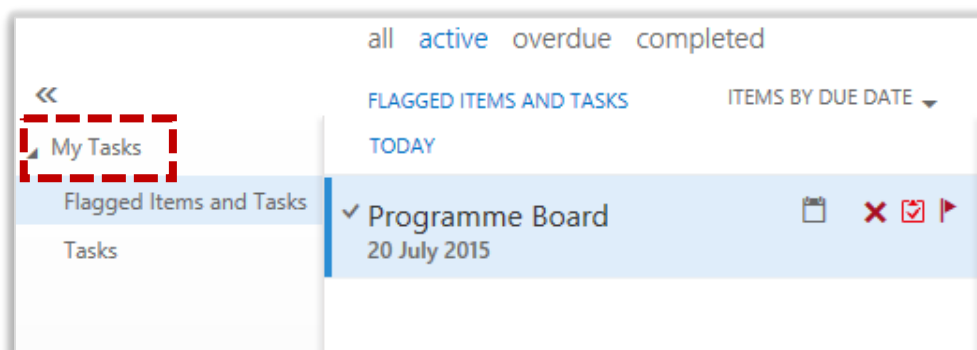 all active overdue completed
FLAGGED ITEMS AND TASKS ITEMS BY DUE DATE
My Tasks
TODAY
Flagged Items and Tasks
Tasks
Programme Board
20 July 2015